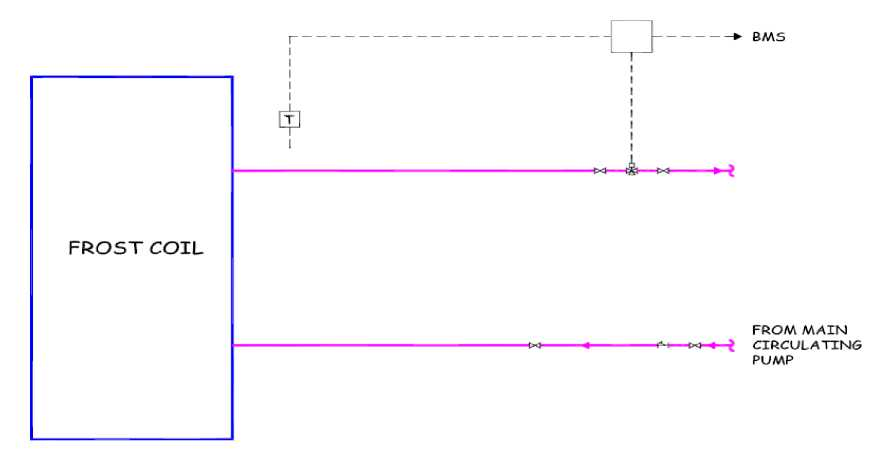 BMS
T
FROST COIL
FROM MAIN
CIRCULATING
PUMP